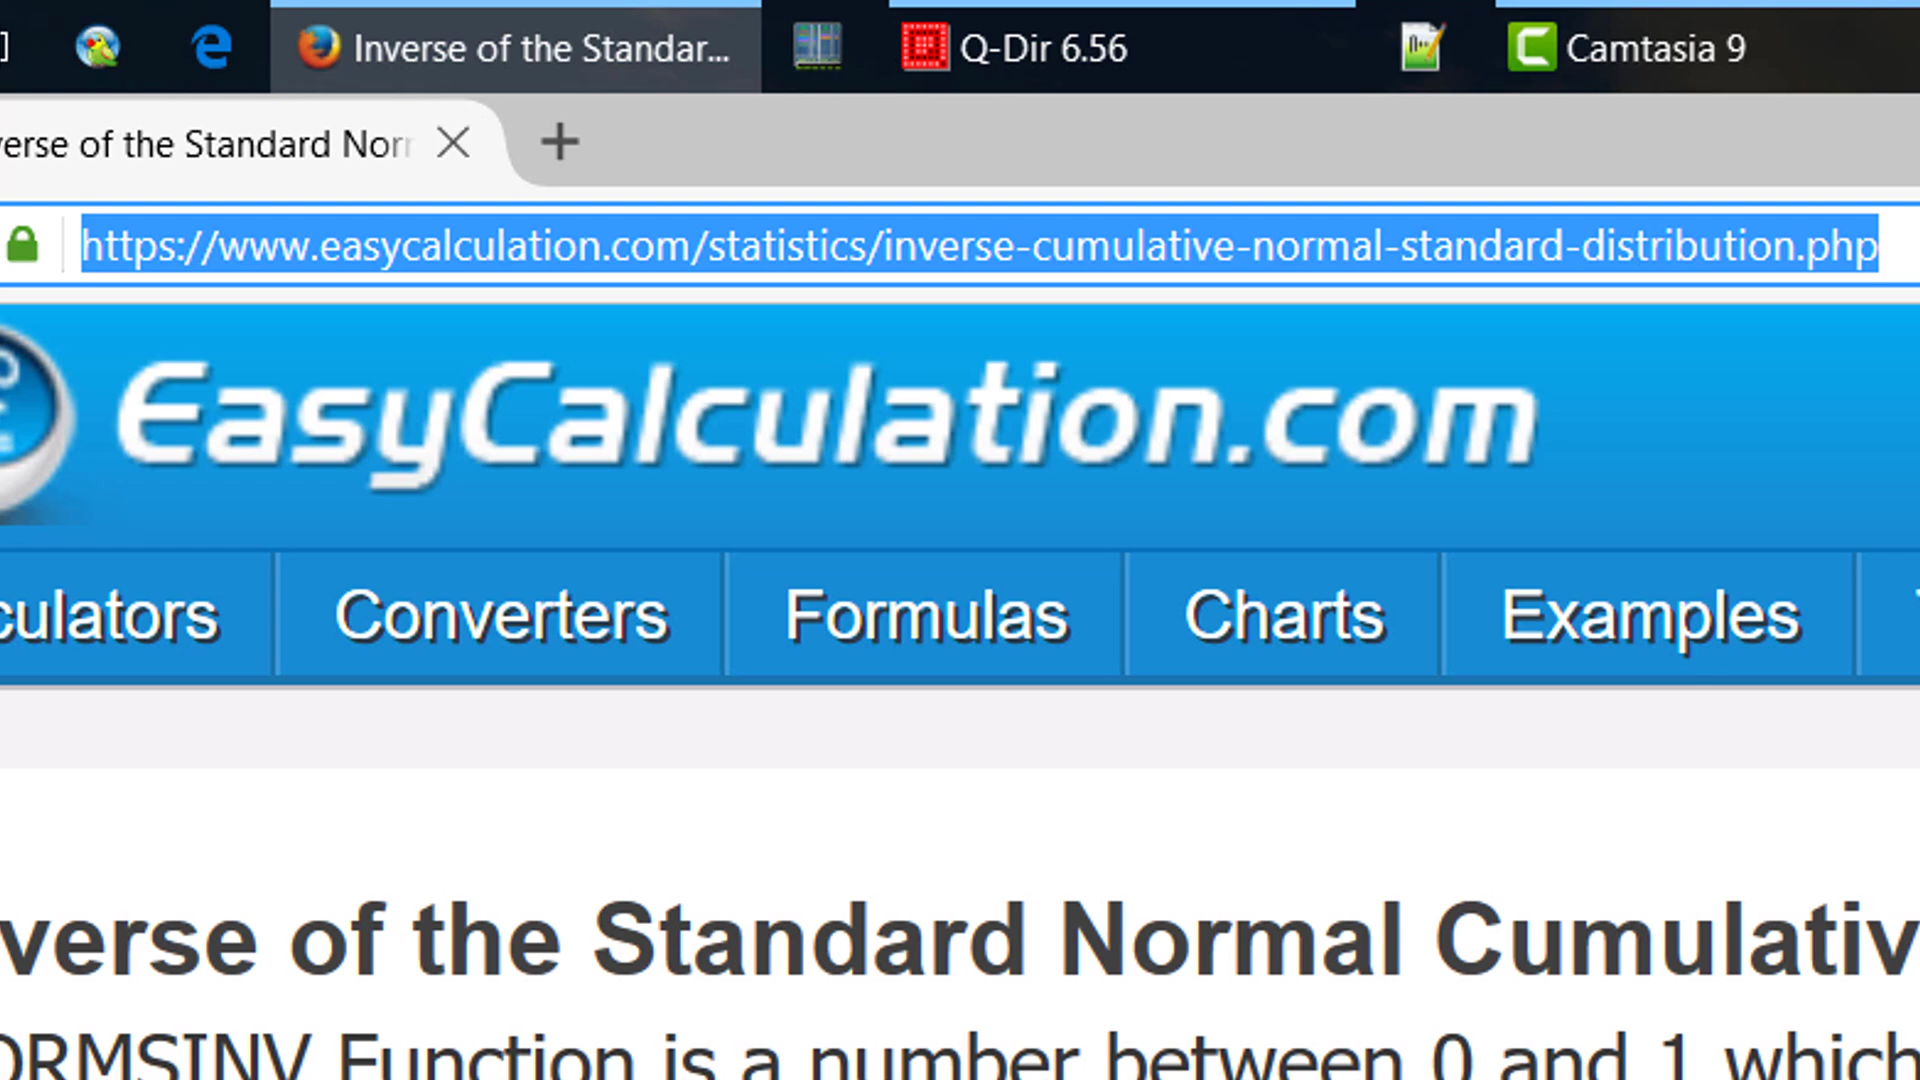 ]
Inverse of the Standar...
Q-Dir 6.56
Camtasia 9
verse of the Standard Nor
https://www.easycalculation.com/statistics/inverse-cumulative-normal-standard-distribution.php
EasyCalculation.com
culators
Converters
Formulas
Charts
Examples
verse of the Standard Normal Cumulativ
ORMSINV Function is a number between 0 and 1 which